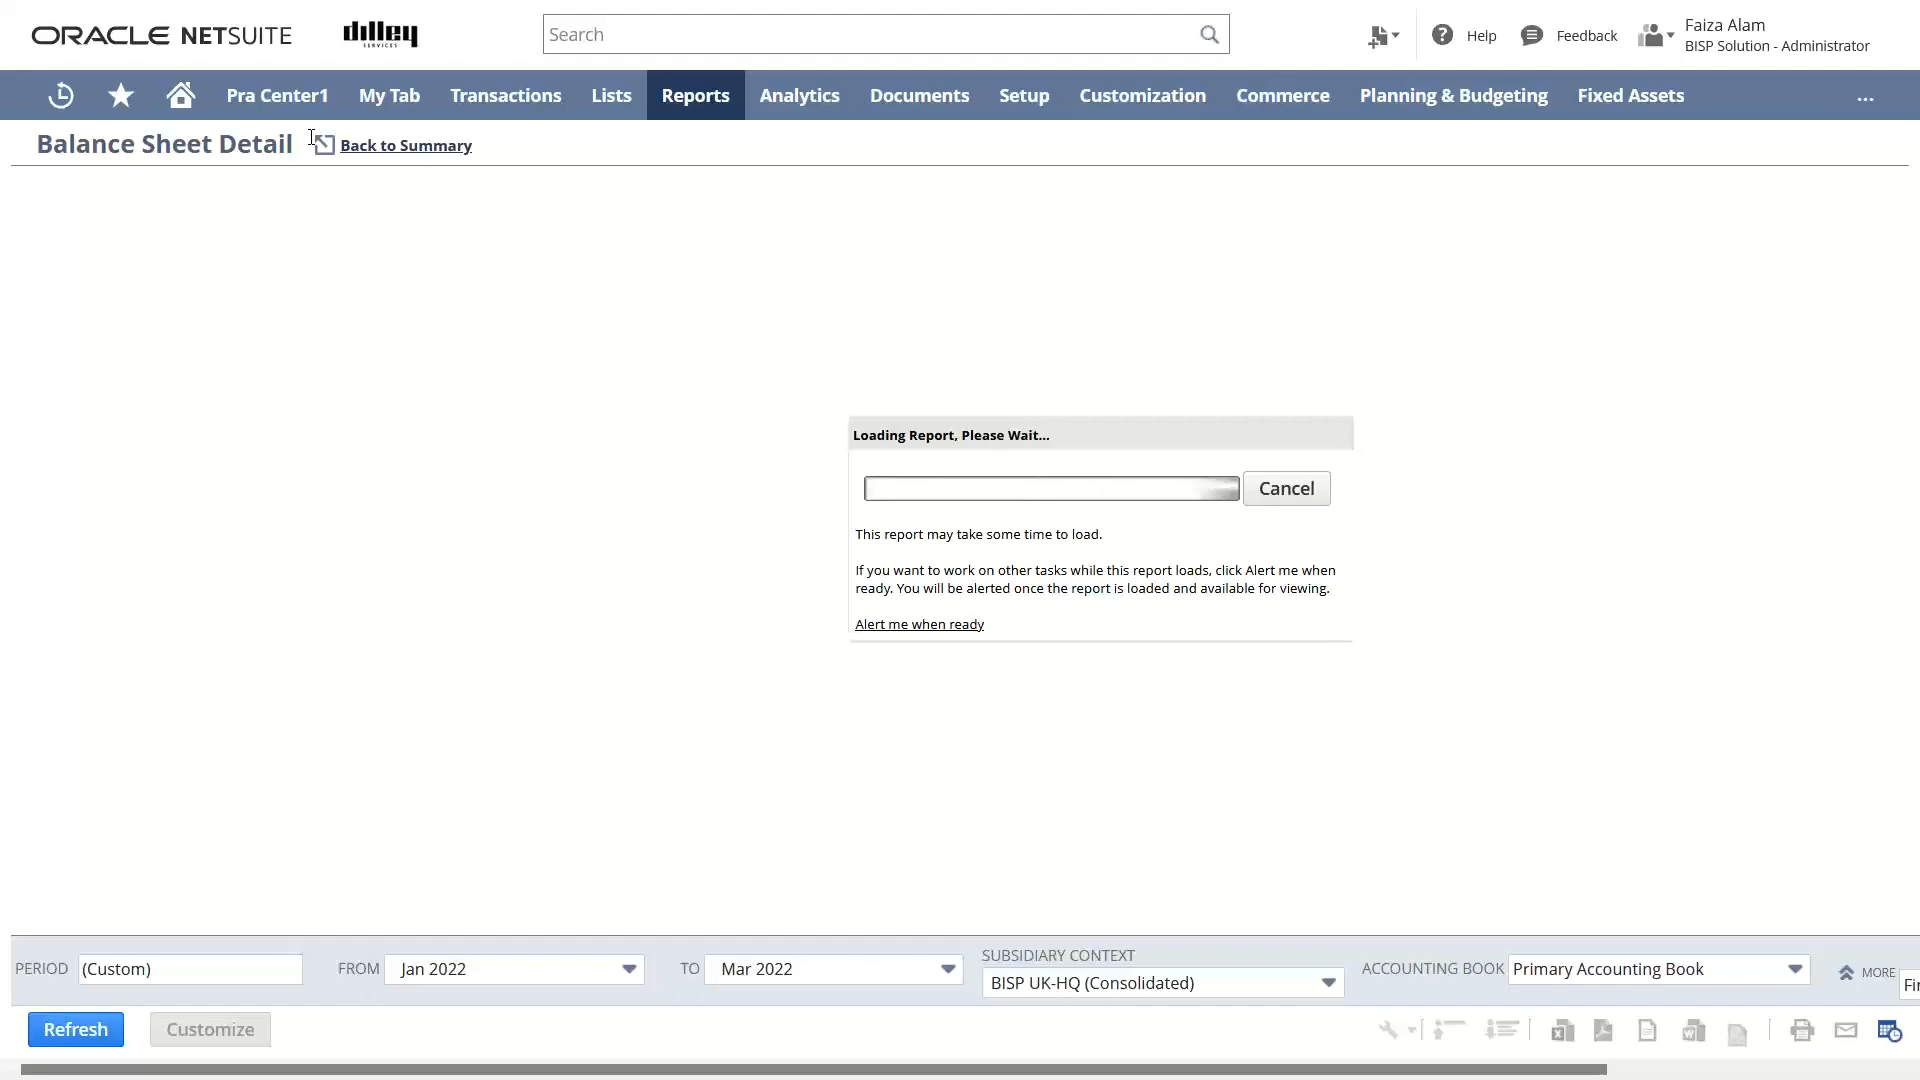 ORACLE NETSUITE
dilley
SERVICES
Search
Help
Feedback
Faiza Alam
BISP Solution - Administrator
Pra Center1
My Tab
Transactions
Lists
Reports
Analytics
Documents
Setup
Customization
Commerce
Planning & Budgeting
Fixed Assets
...
Balance Sheet Detail
Back to Summary
Loading Report, Please Wait...
Cancel
This report may take some time to load.
If you want to work on other tasks while this report loads, click Alert me when
ready. You will be alerted once the report is loaded and available for viewing.
Alert me when ready
PERIOD
(Custom)
FROM
Jan 2022
TO
Mar 2022
SUBSIDIARY CONTEXT
BISP UK-HQ (Consolidated)
ACCOUNTING BOOK
Primary Accounting Book
MORE
Fi
Refresh
Customize